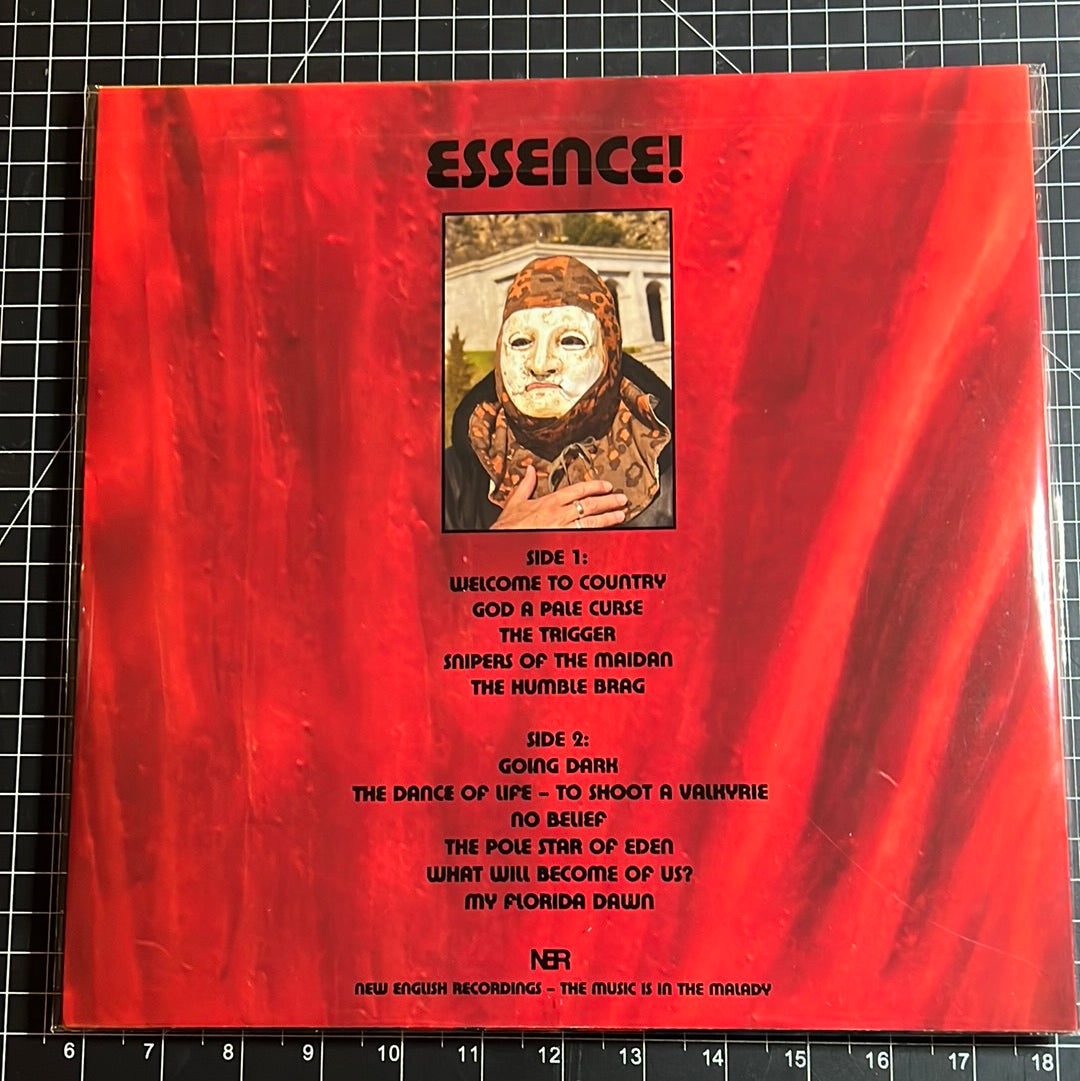 ESSENCE!
SIDE 1:
WELCOME TO COUNTRY
GOD A PALE CURSE
THE TRIGGER
SNIPERS OF THE MAIDAN
THE HUMBLE BRAG
SIDE 2:
GOING DARK
THE DANCE OF LIFE – TO SHOOT A VALKYRIE
NO BELIEF
THE POLE STAR OF EDEN
WHAT WILL BECOME OF US?
MY FLORIDA DAWN
NER
NEW ENGLISH RECORDINGS – THE MUSIC IS IN THE MALADY
6 7 8 9 10 11 12 13 14 15 16 17 18